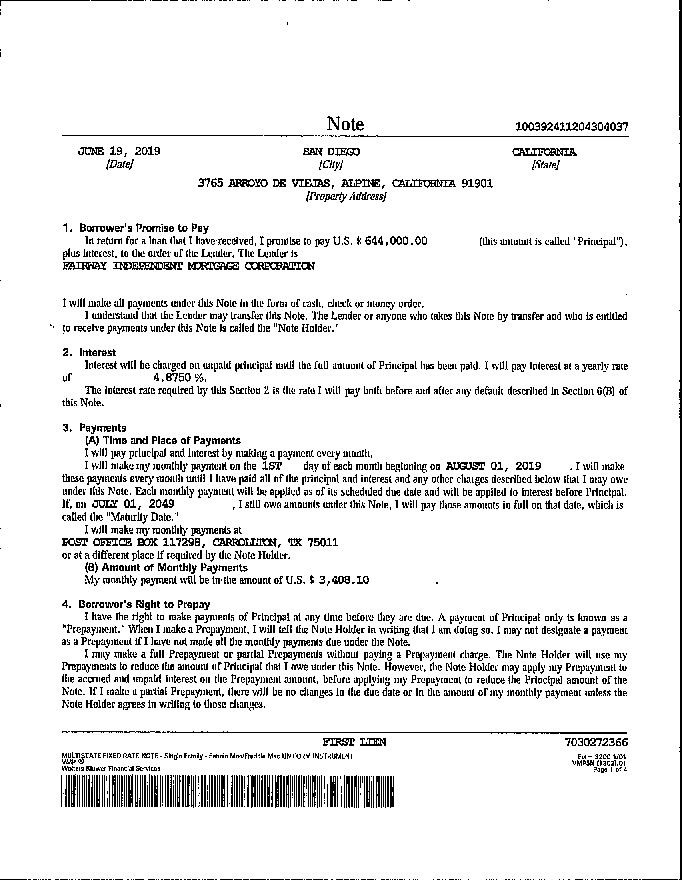 Note 100392411204304037
JUNE 19, 2019 SAN DIEGO CALIFORNIA
[Date] [City] [State]
3765 ARROYO DE VIEJAS, ALPINE, CALIFORNIA 91901
[Property Address]
1. Borrower's Promise to Pay
In return for a loan that I have received, I promise to pay U.S. $ 644,000.00 (this amount is called "Principal"),
plus interest, to the order of the Lender. The Lender is
FAIRWAY INDEPENDENT MORTGAGE CORPORATION
I will make all payments under this Note in the form of cash, check or money order.
I understand that the Lender may transfer this Note. The Lender or anyone who takes this Note by transfer and who is entitled
to receive payments under this Note is called the "Note Holder."
2. Interest
Interest will be charged on unpaid principal until the full amount of Principal has been paid. I will pay interest at a yearly rate
of 4.8750 %.
The interest rate required by this Section 2 is the rate I will pay both before and after any default described in Section 6(B) of
this Note.
3. Payments
(A) Time and Place of Payments
I will pay principal and interest by making a payment every month.
I will make my monthly payment on the 1ST day of each month beginning on AUGUST 01, 2019 . I will make
these payments every month until I have paid all of the principal and interest and any other charges described below that I may owe
under this Note. Each monthly payment will be applied as of its scheduled due date and will be applied to interest before Principal.
If, on JULY 01, 2049 , I still owe amounts under this Note, I will pay those amounts in full on that date, which is
called the "Maturity Date."
I will make my monthly payments at
POST OFFICE BOX 117298, CARROLLTON, TX 75011
or at a different place if required by the Note Holder.
(B) Amount of Monthly Payments
My monthly payment will be in the amount of U.S. $ 3,408.10 .
4. Borrower's Right to Prepay
I have the right to make payments of Principal at any time before they are due. A payment of Principal only is known as a
"Prepayment." When I make a Prepayment, I will tell the Note Holder in writing that I am doing so. I may not designate a payment
as a Prepayment if I have not made all the monthly payments due under the Note.
I may make a full Prepayment or partial Prepayments without paying a Prepayment charge. The Note Holder will use my
Prepayments to reduce the amount of Principal that I owe under this Note. However, the Note Holder may apply my Prepayment to
the accrued and unpaid interest on the Prepayment amount, before applying my Prepayment to reduce the Principal amount of the
Note. If I make a partial Prepayment, there will be no changes in the due date or in the amount of my monthly payment unless the
Note Holder agrees in writing to those changes.
FIRST LIEN 7030272366
MULTISTATE FIXED RATE NOTE - Single Family - Fannie Mae/Freddie Mac UNIFORM INSTRUMENT
VMP ®
Wolters Kluwer Financial Services
Form 3200 1/01
Page 1 of 4